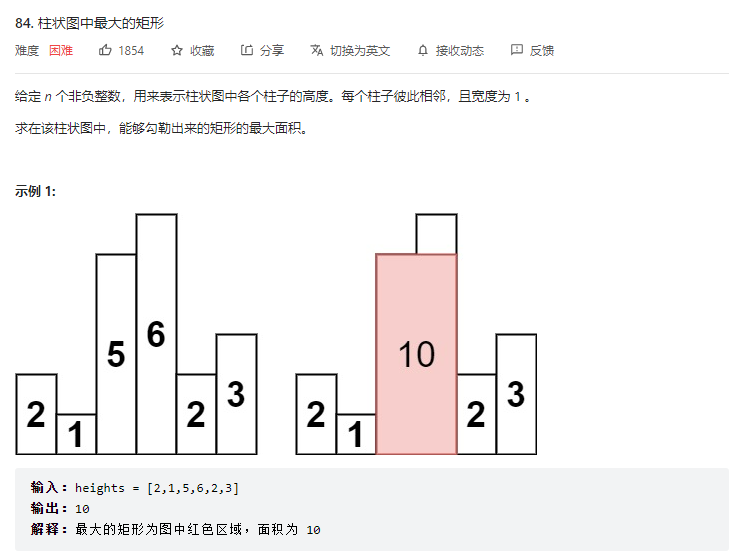 84. 柱状图中最大的矩形
难度 困难 1854 收藏 分享 切换为英文 接收动态 反馈
给定 n 个非负整数，用来表示柱状图中各个柱子的高度。每个柱子彼此相邻，且宽度为 1 。
求在该柱状图中，能够勾勒出来的矩形的最大面积。
示例 1:
2 1 5 6 2 3
2 1 10 2 3
输入：heights = [2,1,5,6,2,3]
输出：10
解释：最大的矩形为图中红色区域，面积为 10